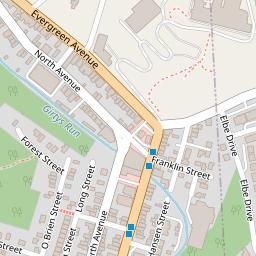 Evergreen Avenue
North Avenue
Girtys Run
Forest Street
Long Street
O Brien Street
rth Avenue
Franklin Street
Hansen Street
Elbe Drive
Elbe Drive